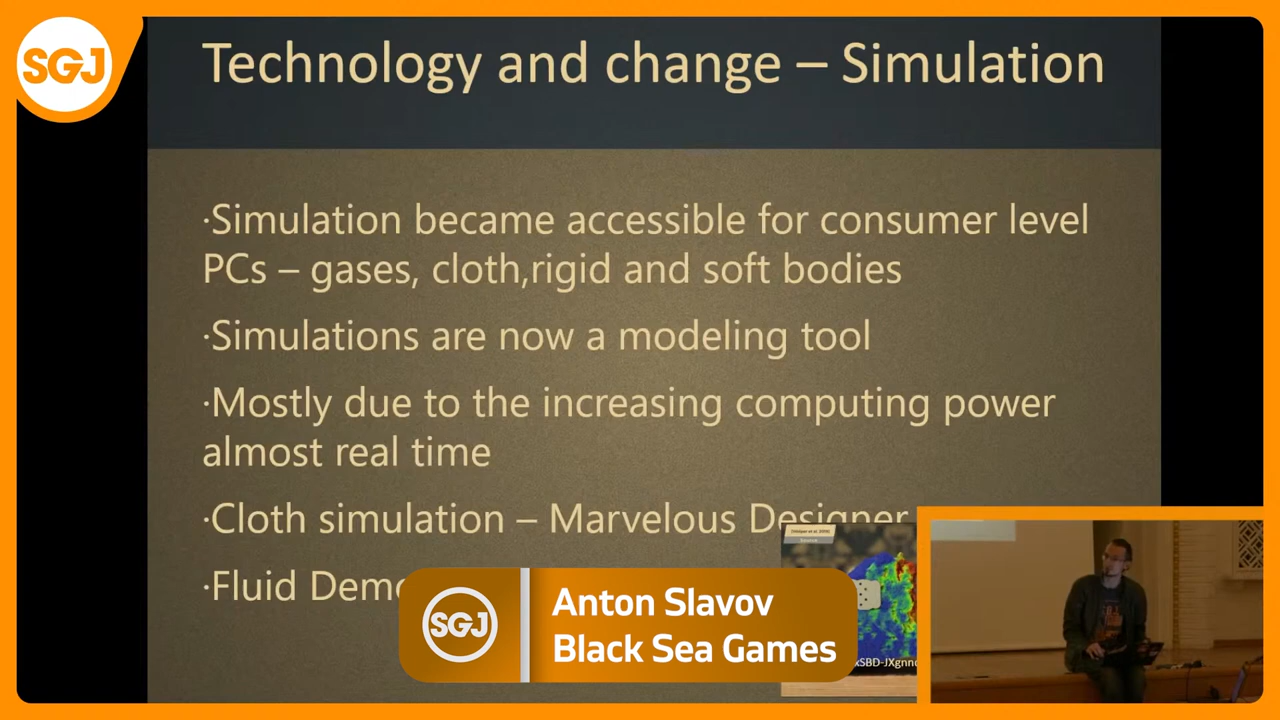 SGJ
Technology and change – Simulation
·Simulation became accessible for consumer level
PCs – gases, cloth,rigid and soft bodies
·Simulations are now a modeling tool
·Mostly due to the increasing computing power
almost real time
·Cloth simulation – Marvelous Designer
·Fluid Demo
SGJ
Anton Slavov
Black Sea Games